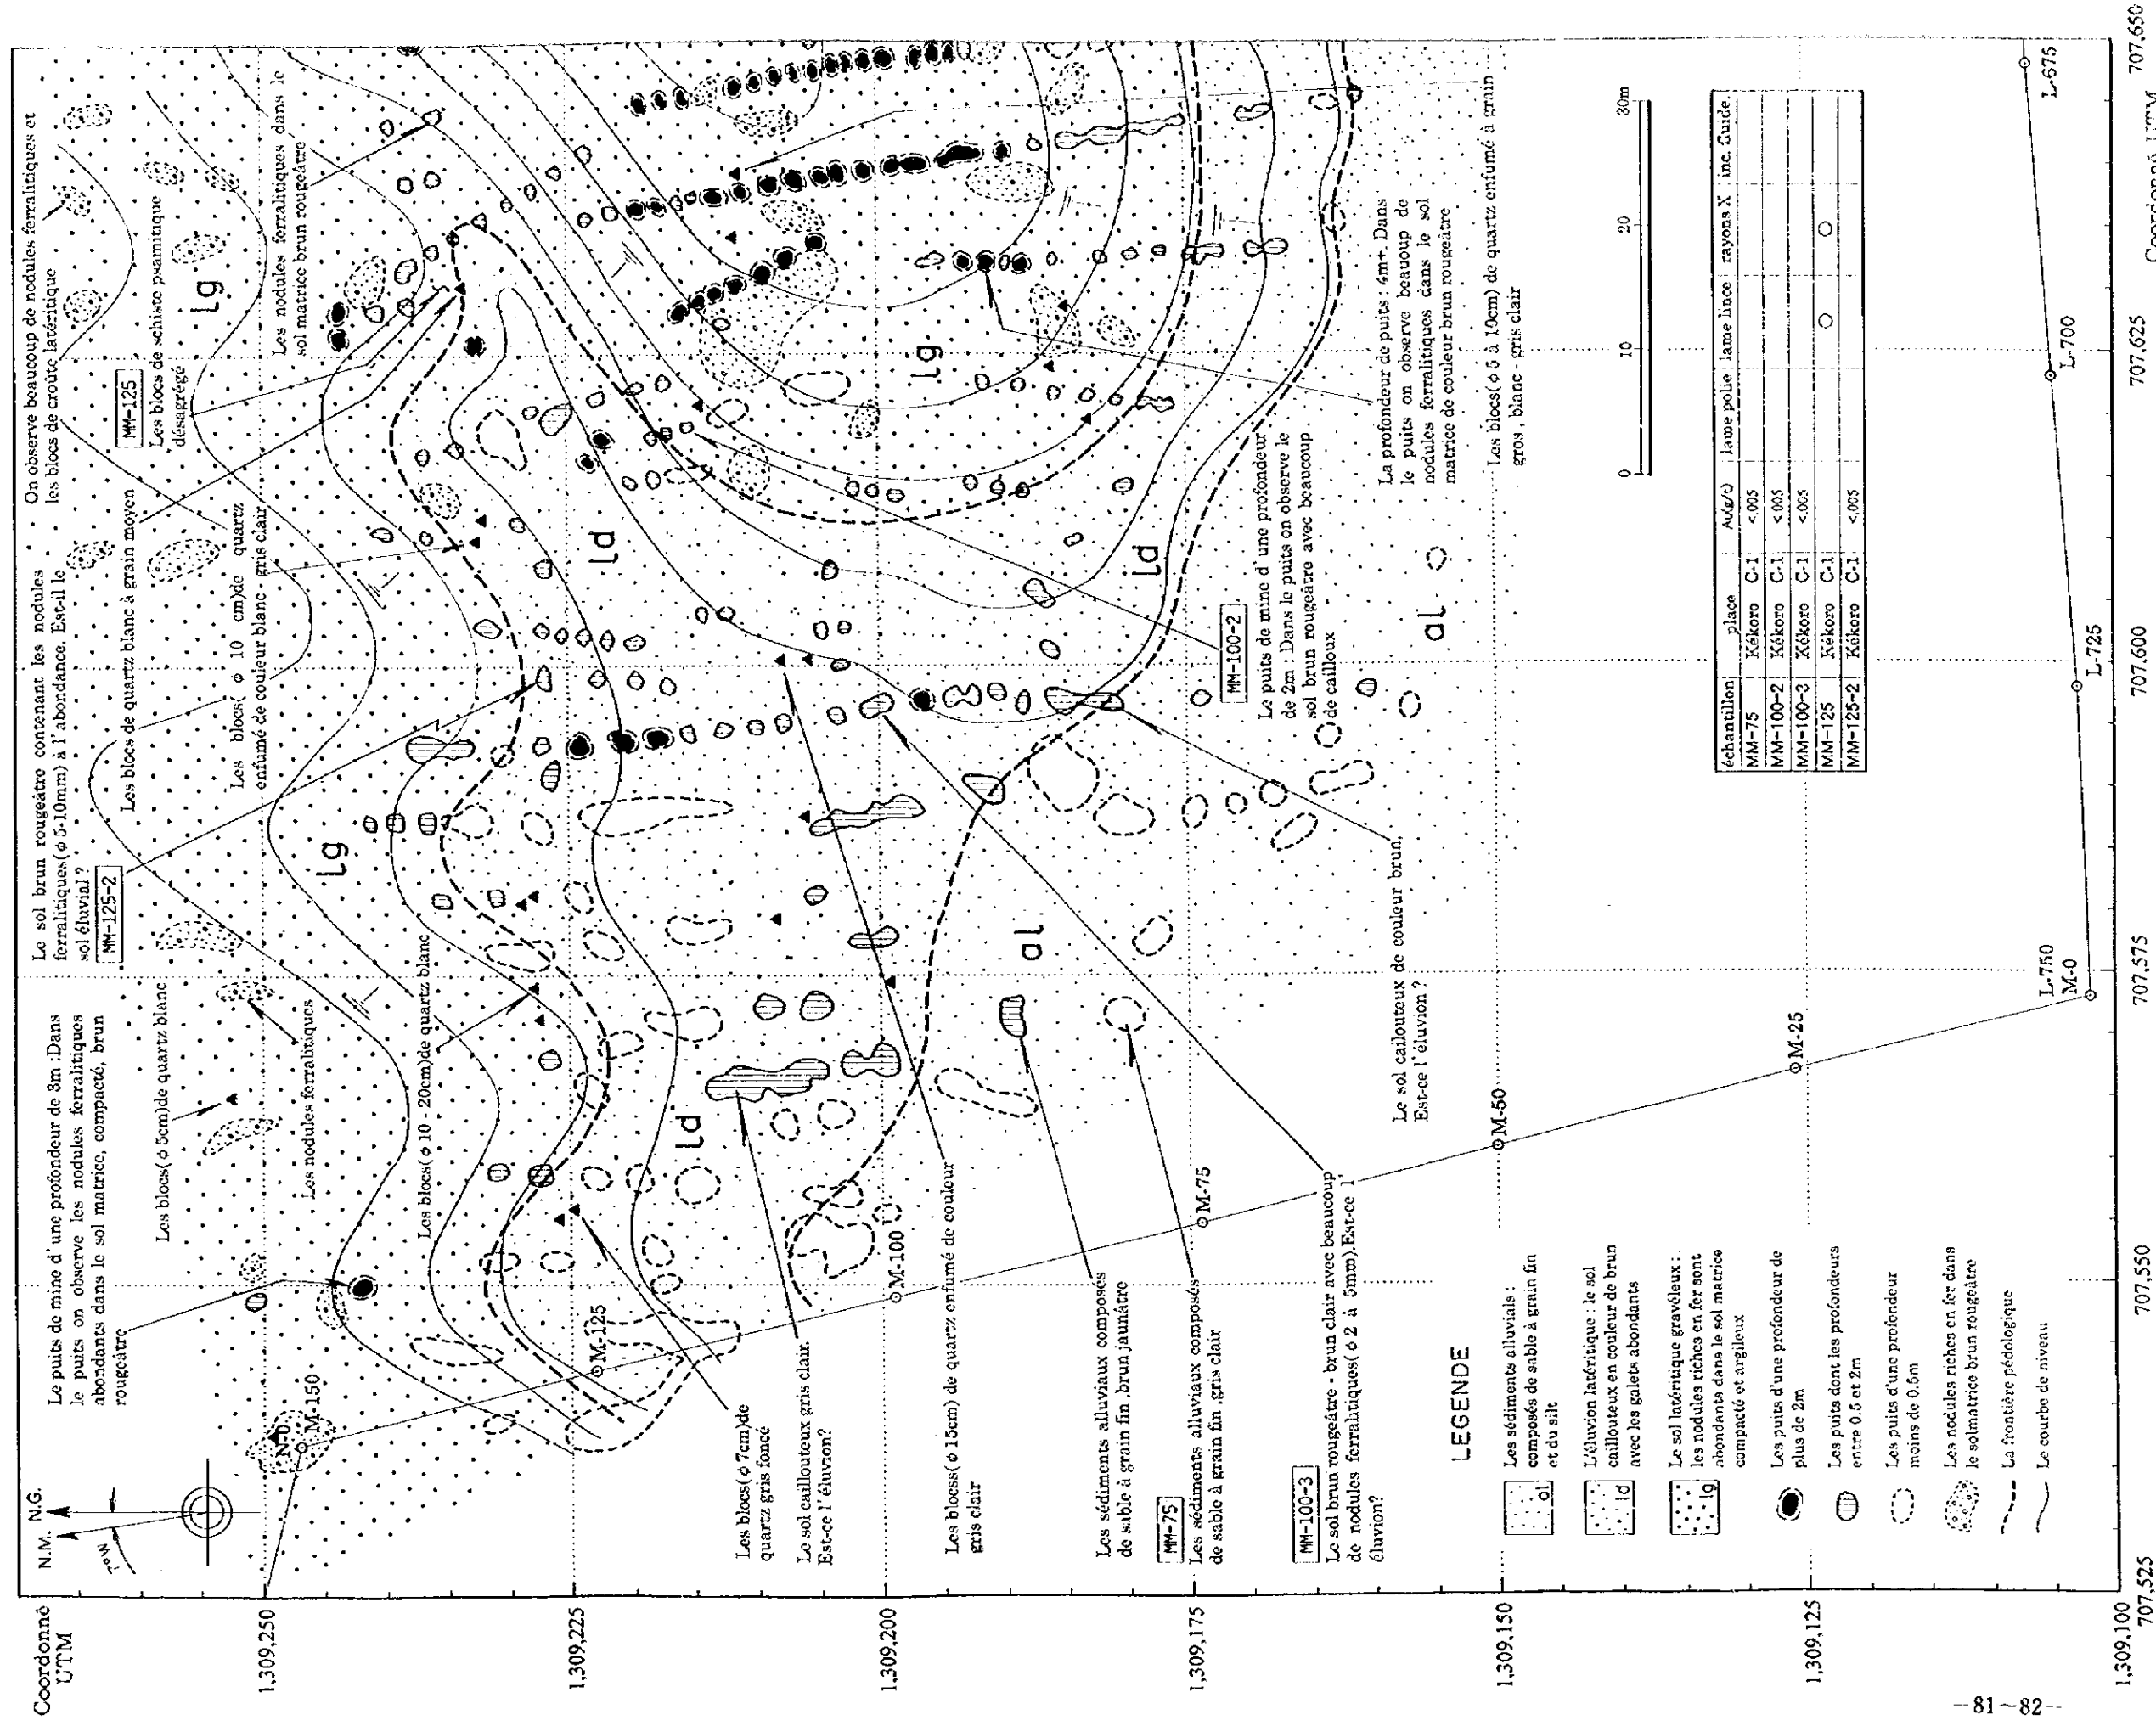 Coordonné
UTM
N.M. N.G.
7°W
Le puits de mine d'une profondeur de 3m :Dans
le puits on observe les nodules ferralitiques
abondants dans le sol matrice, compacté, brun
rougeâtre
Le sol brun rougeâtre contenant les nodules
ferralitiques(φ 5-10mm) à l'abondance. Est-il le
sol éluvial ?
MM-125-2
On observe beaucoup de nodules ferralitiques et
les blocs de croûte latéritique
MM-125
Les blocs de schiste psamitique
désagrégé
Les nodules ferralitiques dans le
sol matrice brun rougeâtre
Les blocs de quartz blanc à grain moyen
Les blocs( φ 10 cm)de quartz
enfumé de couleur blanc - gris clair
Les blocs(φ 5cm)de quartz blanc
Les nodules ferralitiques
Les blocs(φ 10 20cm)de quartz blanc
lg
lg
lg
ld
ld
ld
al
al
N-0
M-150
M-125
M-100
M-75
M-50
M-25
L-750
M-0
L-725
L-700
L-675
Les blocs(φ 7cm)de
quartz gris foncé
Le sol caillouteux gris clair.
Est-ce l'éluvion?
Les blocss(φ 15cm) de quartz enfumé de couleur
gris clair
Les sédiments alluviaux composés
de sable à grain fin ,brun jaunâtre
MM-75
Les sédiments alluviaux composés
de sable à grain fin ,gris clair
MM-100-3
Le sol brun rougeâtre - brun clair avec beaucoup
de nodules ferralitiques( φ 2 à 5mm).Est-ce l'
éluvion?
Le sol cailouteux de couleur brun,
Est-ce l'éluvion ?
MM-100-2
Le puits de mine d'une profondeur
de 2m : Dans le puits on observe le
sol brun rougeâtre avec beaucoup
de cailloux
La profondeur de puits : 4m+. Dans
le puits on observe beaucoup de
nodules ferralitiques dans le sol
matrice de couleur brun rougeâtre
Les blocs(φ 5 à 10cm) de quartz enfumé à grain
gros , blanc - gris clair
0 10 20 30m
échantillon place Au(g/t) lame polie lame mince rayons X inc. fluide.
MM-75 Kékoro C-1 <.005
MM-100-2 Kékoro C-1 <.005
MM-100-3 Kékoro C-1 <.005
MM-125 Kékoro C-1 ○ ○
MM-125-2 Kékoro C-1 <.005
LEGENDE
al Les sédiments alluvials :
composés de sable à grain fin
et du silt
ld L'éluvion latéritique : le sol
caillouteux en couleur de brun
avec les galets abondants
lg Le sol latéritique graveleux :
les nodules riches en fer sont
abondants dans le sol matrice
compacté et argileux
Les puits d'une profondeur de
plus de 2m
Les puits dont les profondeurs
entre 0.5 et 2m
Les puits d'une profondeur
moins de 0.5m
Les nodules riches en fer dans
le solmatrice brun rougeâtre
La frontière pédologique
Le courbe de niveau
1,309,250
1,309,225
1,309,200
1,309,175
1,309,150
1,309,125
1,309,100
707,525
707,550
707,575
707,600
707,625
707,650
Coordonné UTM
—81~82—